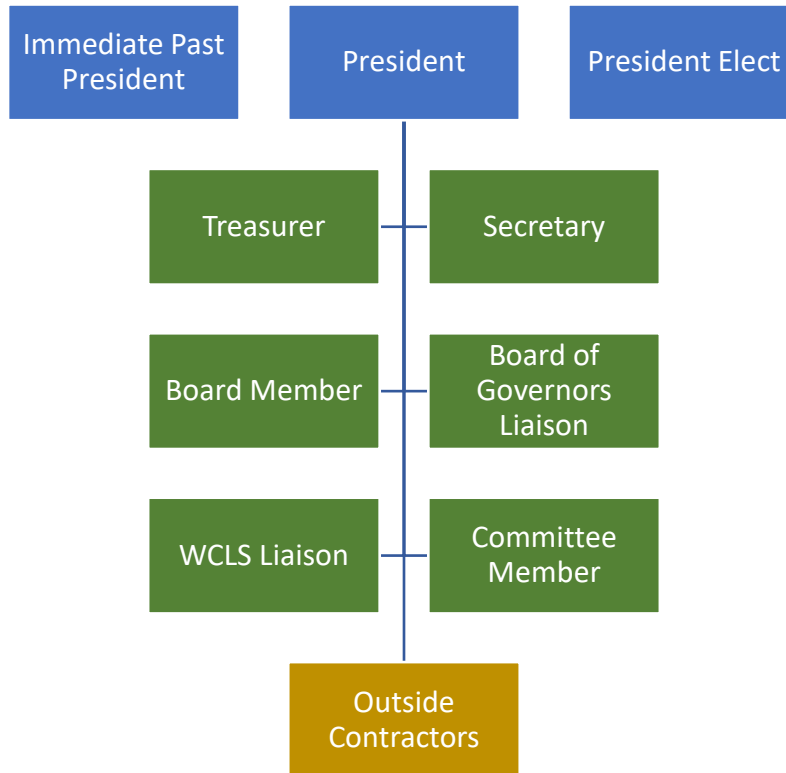 Immediate Past
President
President
President Elect
Treasurer
Secretary
Board Member
Board of
Governors
Liaison
WCLS Liaison
Committee
Member
Outside
Contractors